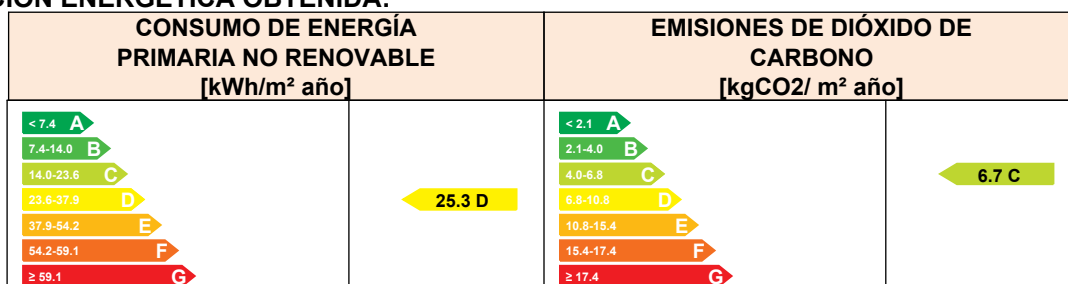 CIÓN ENERGÉTICA OBTENIDA:
CONSUMO DE ENERGÍA
PRIMARIA NO RENOVABLE
[kWh/m² año]
EMISIONES DE DIÓXIDO DE
CARBONO
[kgCO2/ m² año]
< 7.4 A
7.4-14.0 B
14.0-23.6 C
23.6-37.9 D
37.9-54.2 E
54.2-59.1 F
≥ 59.1 G
25.3 D
< 2.1 A
2.1-4.0 B
4.0-6.8 C
6.8-10.8 D
10.8-15.4 E
15.4-17.4 F
≥ 17.4 G
6.7 C